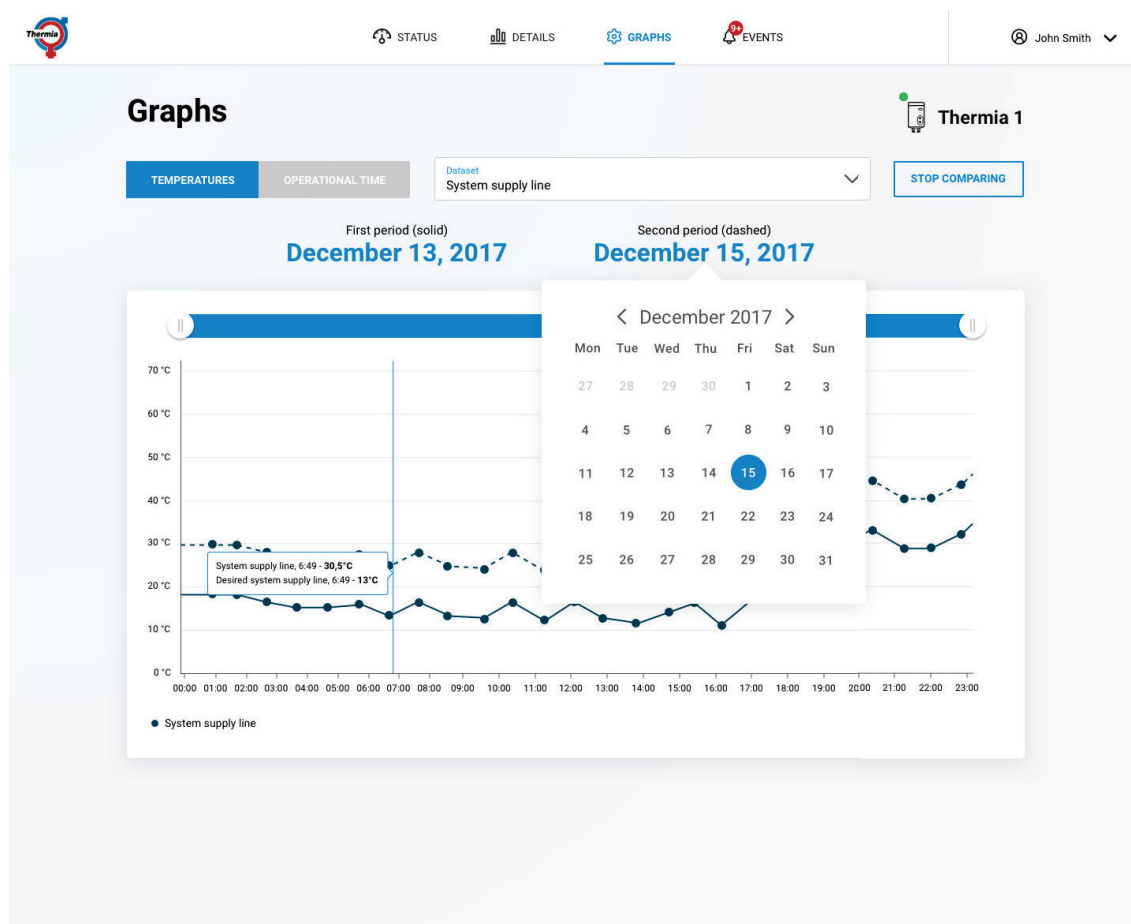 Thermia
STATUS
DETAILS
GRAPHS
9+
EVENTS
John Smith
Graphs
Thermia 1
TEMPERATURES
OPERATIONAL TIME
Dataset
System supply line
STOP COMPARING
First period (solid)
December 13, 2017
Second period (dashed)
December 15, 2017
December 2017
Mon Tue Wed Thu Fri Sat Sun
27 28 29 30 1 2 3
4 5 6 7 8 9 10
11 12 13 14 15 16 17
18 19 20 21 22 23 24
25 26 27 28 29 30 31
70 °C
60 °C
50 °C
40 °C
30 °C
20 °C
10 °C
0 °C
System supply line, 6:49 - 30,5°C
Desired system supply line, 6:49 - 13°C
00:00 01:00 02:00 03:00 04:00 05:00 06:00 07:00 08:00 09:00 10:00 11:00 12:00 13:00 14:00 15:00 16:00 17:00 18:00 19:00 20:00 21:00 22:00 23:00
System supply line